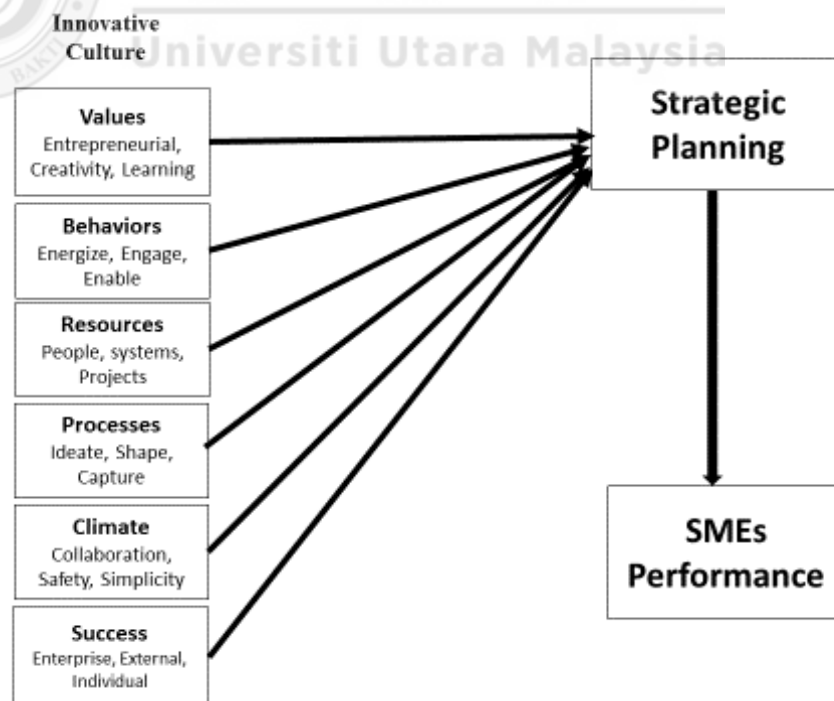 Innovative
Culture
Universiti Utara Malaysia
BAKU
Values
Entrepreneurial,
Creativity, Learning
Behaviors
Energize, Engage,
Enable
Resources
People, systems,
Projects
Processes
Ideate, Shape,
Capture
Climate
Collaboration,
Safety, Simplicity
Success
Enterprise, External,
Individual
Strategic
Planning
SMEs
Performance